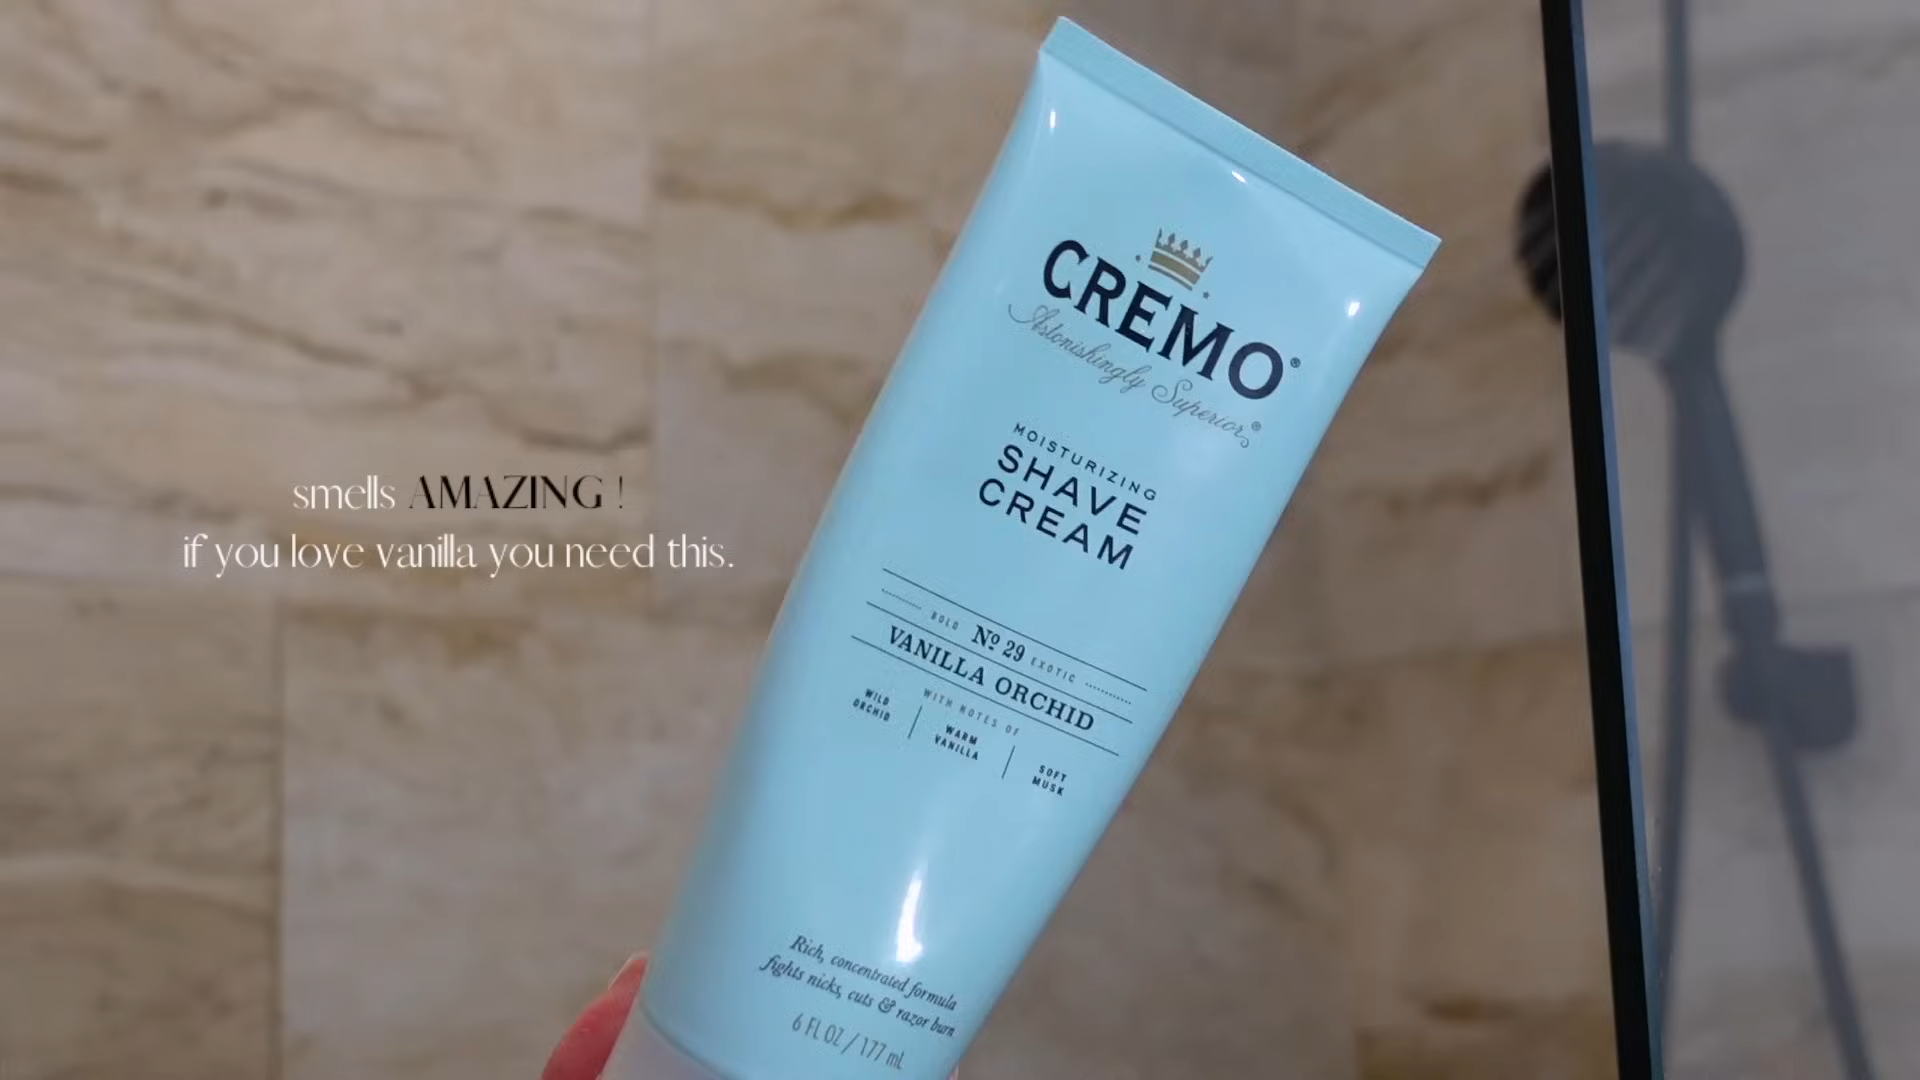 smells AMAZING !
if you love vanilla you need this.
CREMO®
Astonishingly Superior®
MOISTURIZING
SHAVE
CREAM
BOLD Nº 29 EXOTIC
VANILLA ORCHID
WITH NOTES OF
WILD
ORCHID
WARM
VANILLA
SOFT
MUSK
Rich, concentrated formula
fights nicks, cuts & razor burn
6 FL OZ / 177 mL